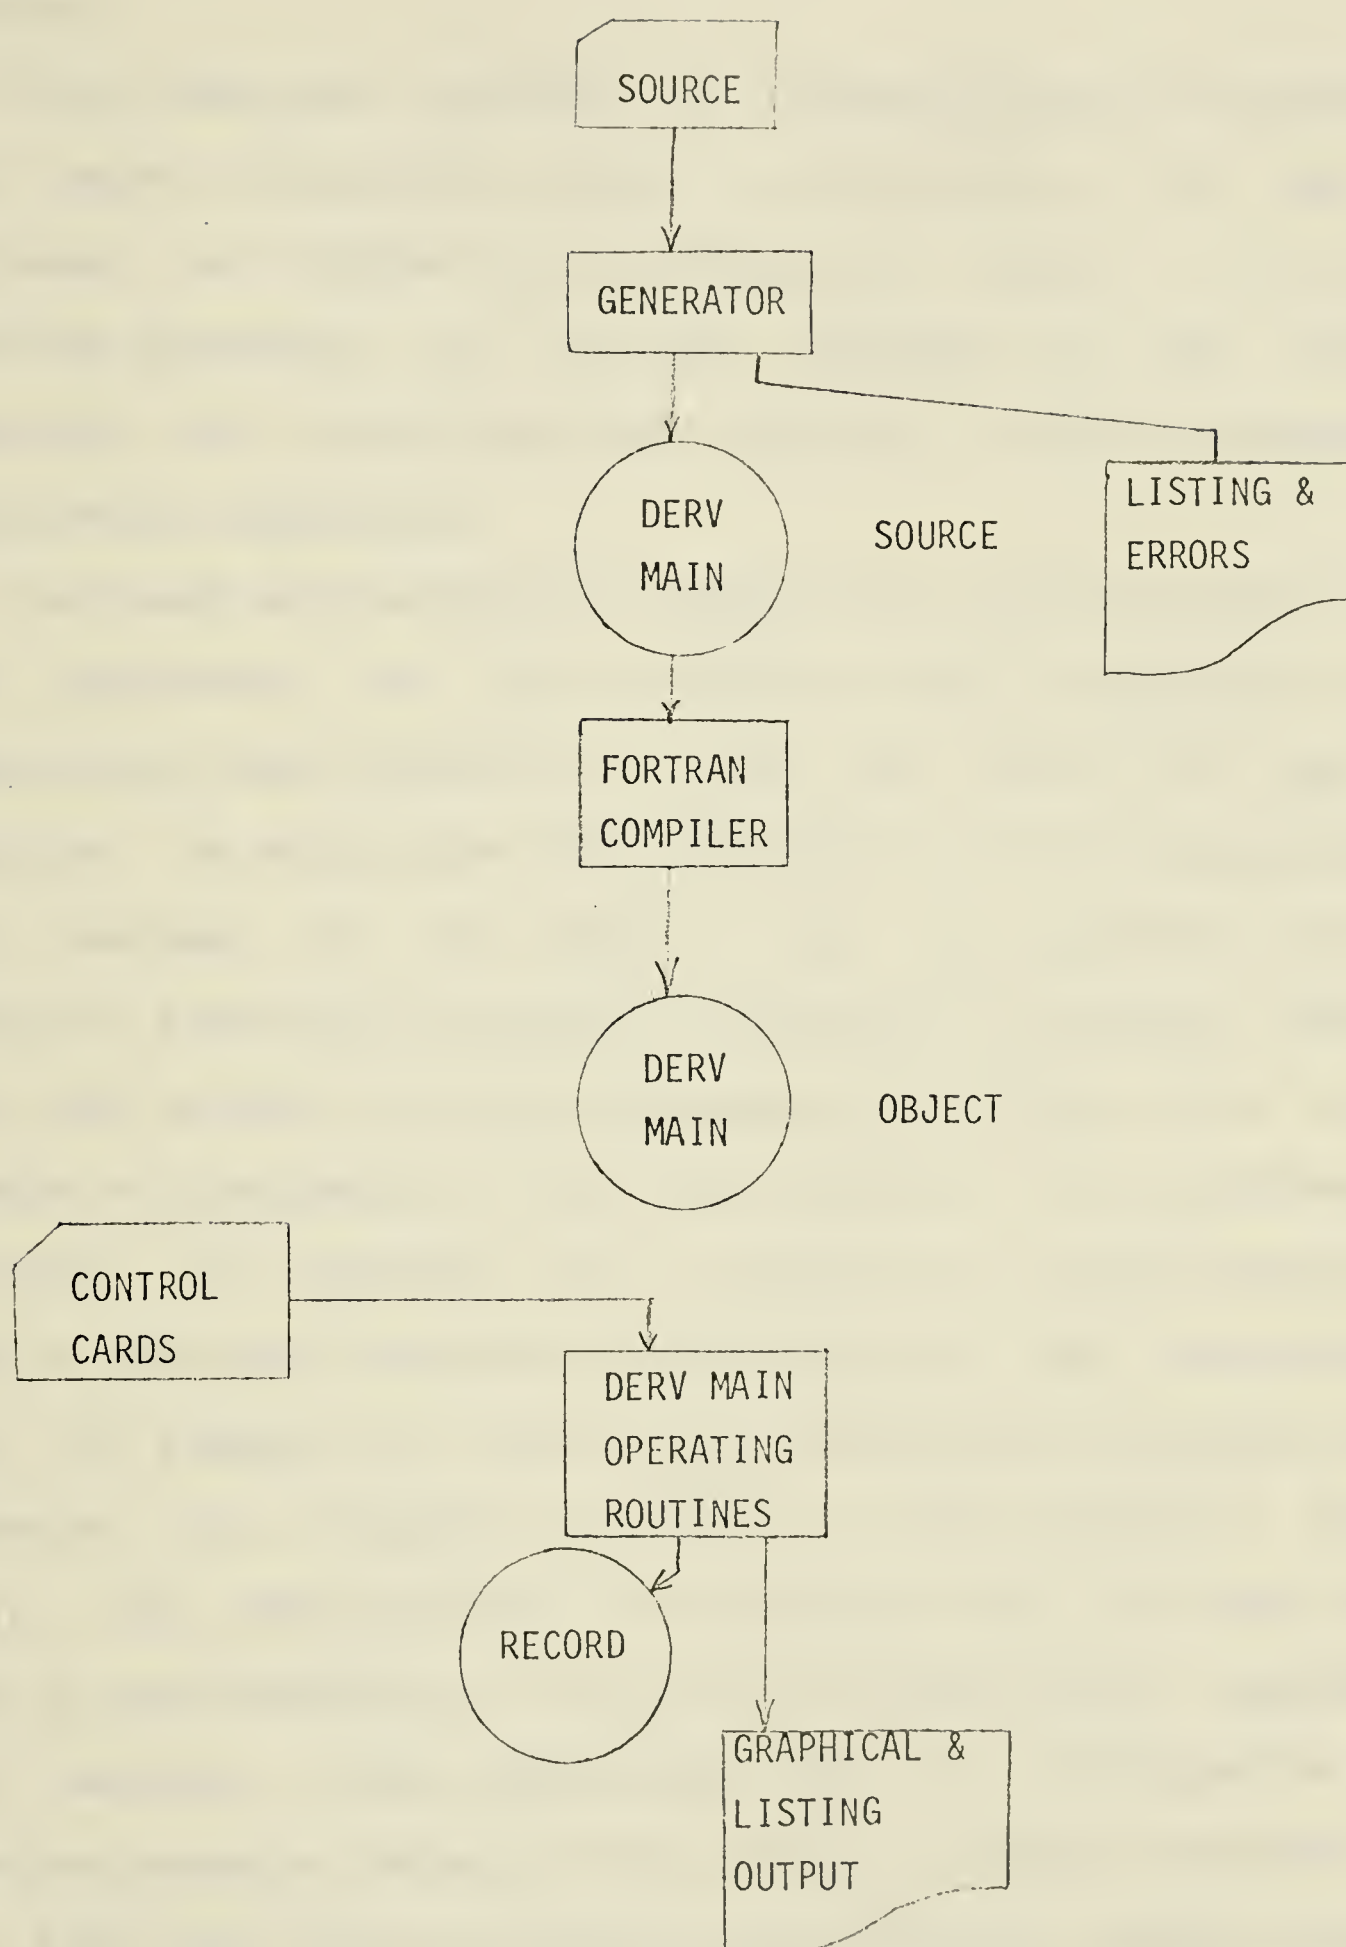 SOURCE
GENERATOR
DERV
MAIN
SOURCE
LISTING &
ERRORS
FORTRAN
COMPILER
DERV
MAIN
OBJECT
CONTROL
CARDS
DERV MAIN
OPERATING
ROUTINES
RECORD
GRAPHICAL &
LISTING
OUTPUT